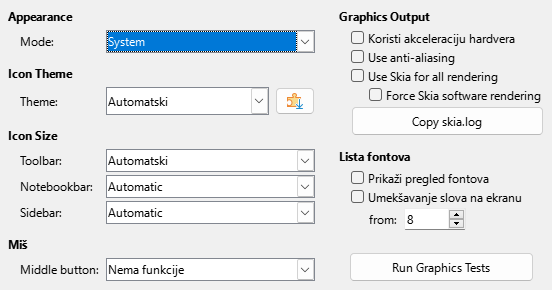 Appearance
Mode: System
Icon Theme
Theme: Automatski
Icon Size
Toolbar: Automatski
Notebookbar: Automatic
Sidebar: Automatic
Miš
Middle button: Nema funkcije
Graphics Output
Koristi akceleraciju hardvera
Use anti-aliasing
Use Skia for all rendering
Force Skia software rendering
Copy skia.log
Lista fontova
Prikaži pregled fontova
Umekšavanje slova na ekranu
from: 8
Run Graphics Tests